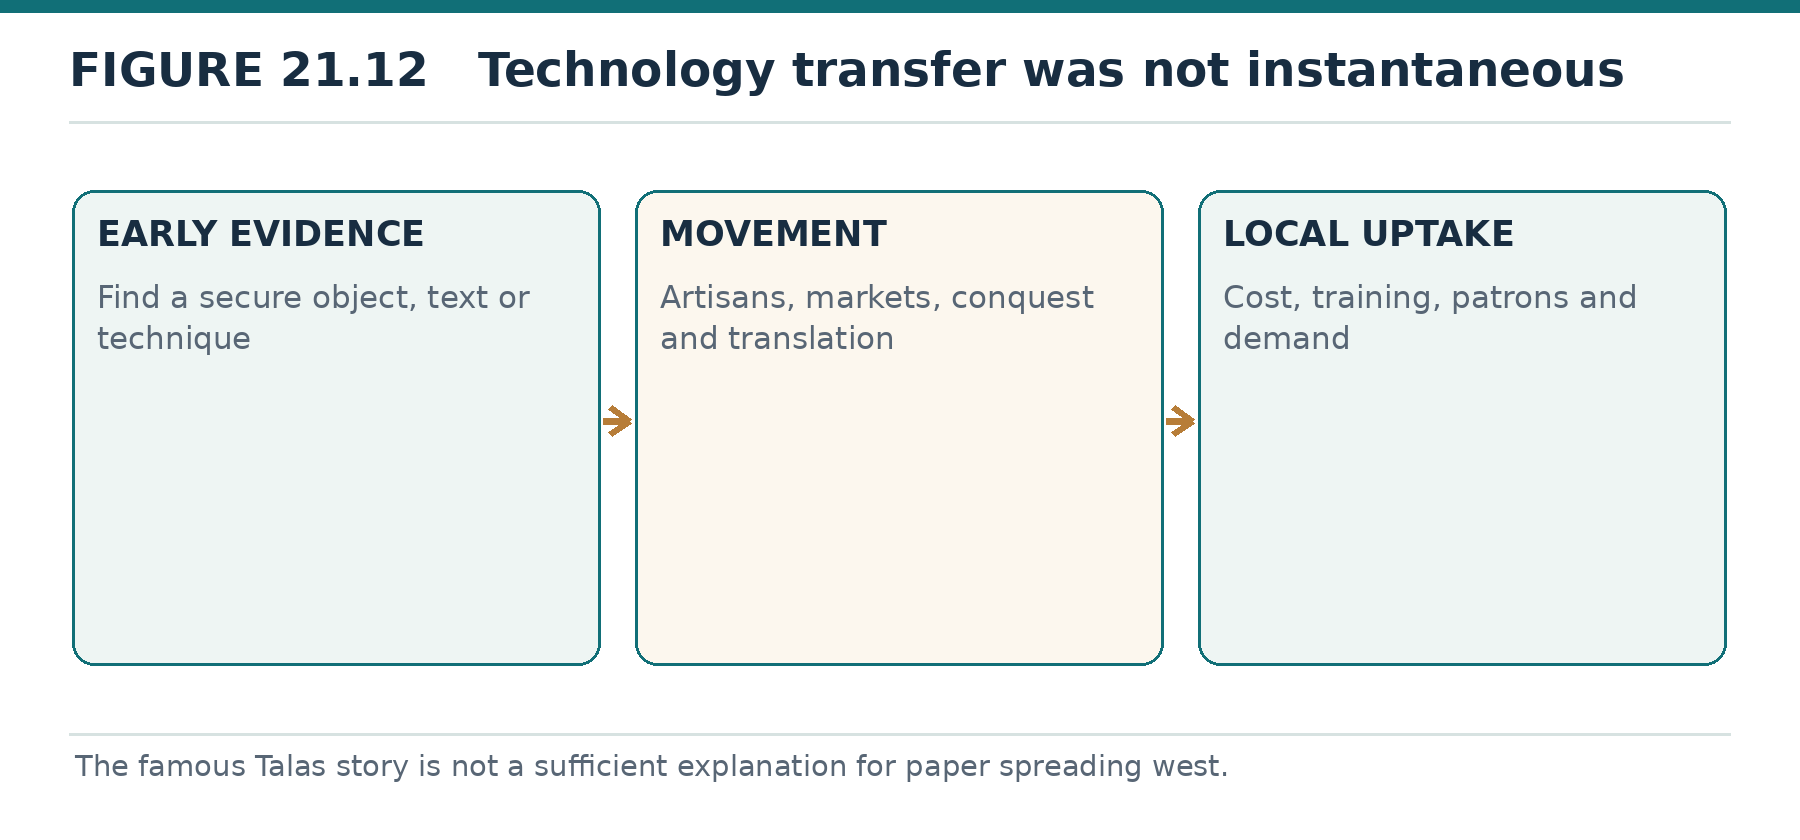 FIGURE 21.12 Technology transfer was not instantaneous
EARLY EVIDENCE
Find a secure object, text or
technique
MOVEMENT
Artisans, markets, conquest
and translation
LOCAL UPTAKE
Cost, training, patrons and
demand
The famous Talas story is not a sufficient explanation for paper spreading west.